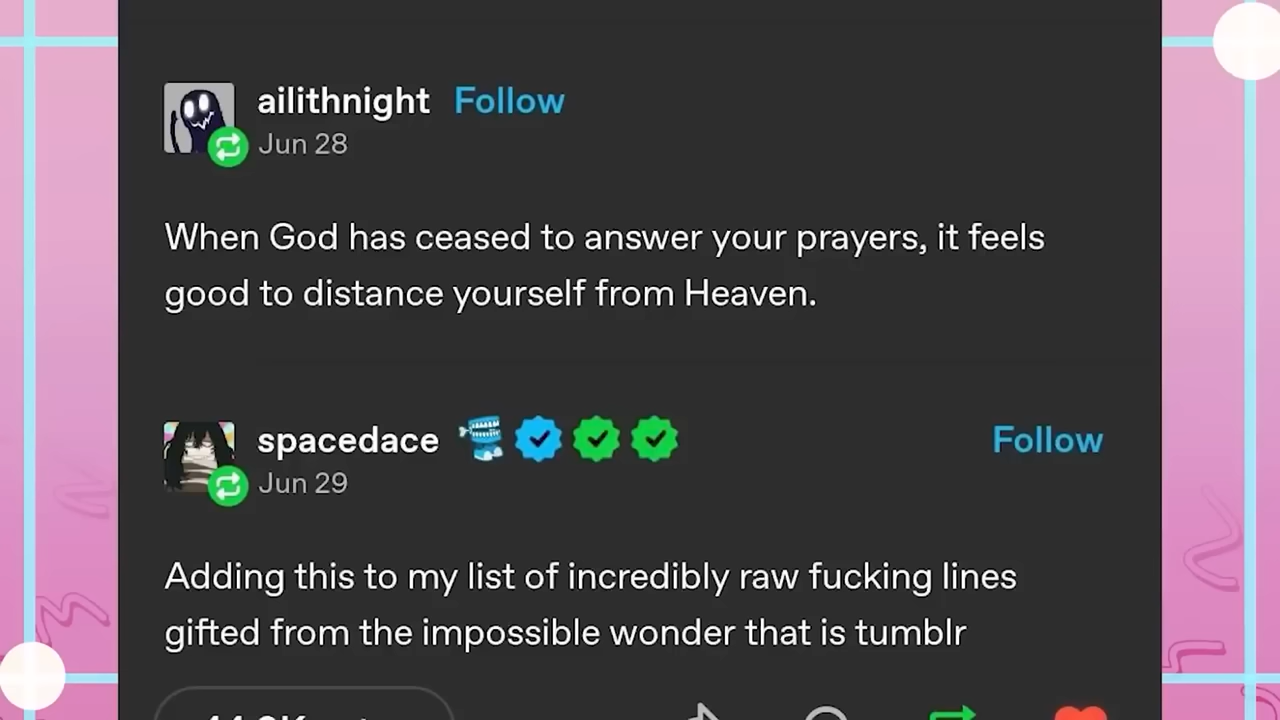 ailithnight Follow
Jun 28
When God has ceased to answer your prayers, it feels
good to distance yourself from Heaven.
spacedace Follow
Jun 29
Adding this to my list of incredibly raw fucking lines
gifted from the impossible wonder that is tumblr